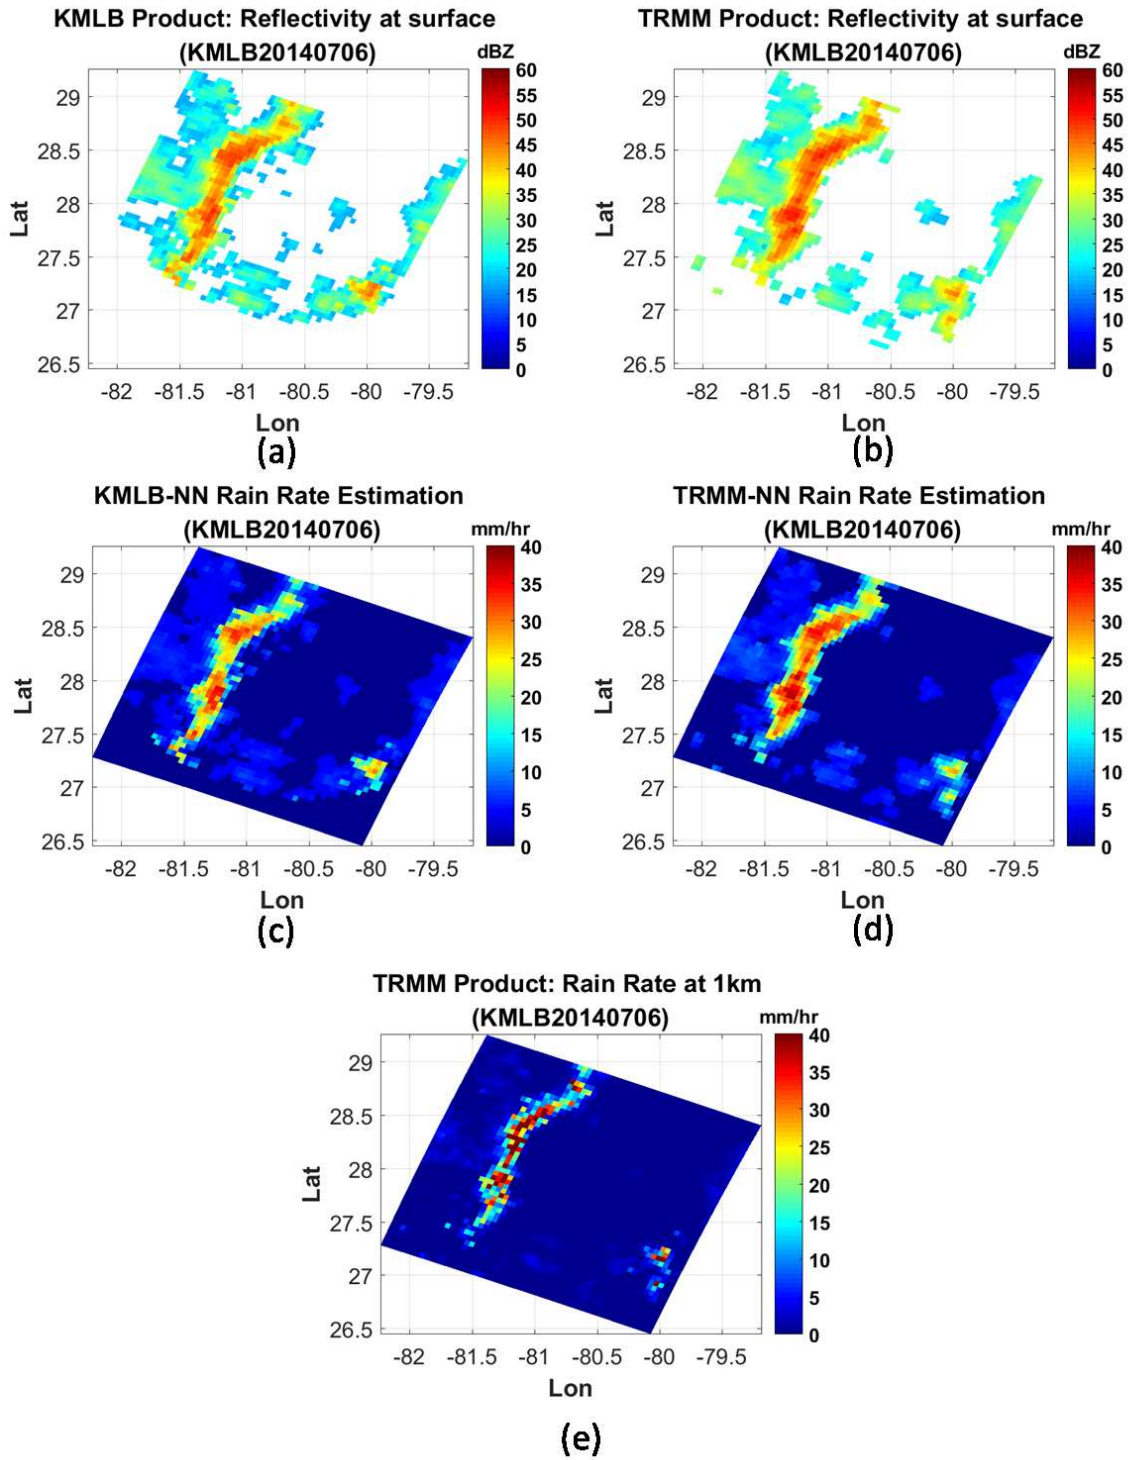 KMLB Product: Reflectivity at surface
(KMLB20140706)
dBZ
60
55
50
45
40
35
30
25
20
15
10
5
0
29
28.5
28
27.5
27
26.5
Lat
-82 -81.5 -81 -80.5 -80 -79.5
Lon
(a)
TRMM Product: Reflectivity at surface
(KMLB20140706)
dBZ
60
55
50
45
40
35
30
25
20
15
10
5
0
29
28.5
28
27.5
27
26.5
Lat
-82 -81.5 -81 -80.5 -80 -79.5
Lon
(b)
KMLB-NN Rain Rate Estimation
(KMLB20140706)
mm/hr
40
35
30
25
20
15
10
5
0
29
28.5
28
27.5
27
26.5
Lat
-82 -81.5 -81 -80.5 -80 -79.5
Lon
(c)
TRMM-NN Rain Rate Estimation
(KMLB20140706)
mm/hr
40
35
30
25
20
15
10
5
0
29
28.5
28
27.5
27
26.5
Lat
-82 -81.5 -81 -80.5 -80 -79.5
Lon
(d)
TRMM Product: Rain Rate at 1km
(KMLB20140706)
mm/hr
40
35
30
25
20
15
10
5
0
29
28.5
28
27.5
27
26.5
Lat
-82 -81.5 -81 -80.5 -80 -79.5
Lon
(e)